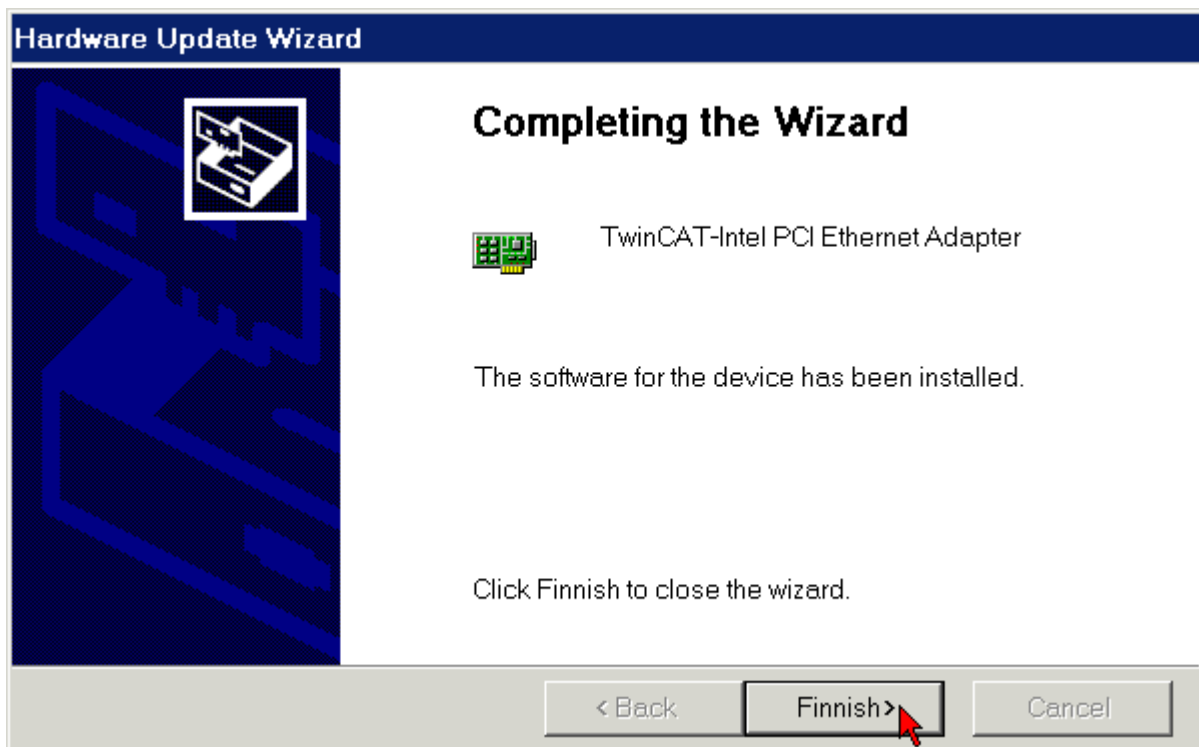 Hardware Update Wizard
Completing the Wizard
TwinCAT-Intel PCI Ethernet Adapter
The software for the device has been installed.
Click Finnish to close the wizard.
< Back
Finnish>
Cancel